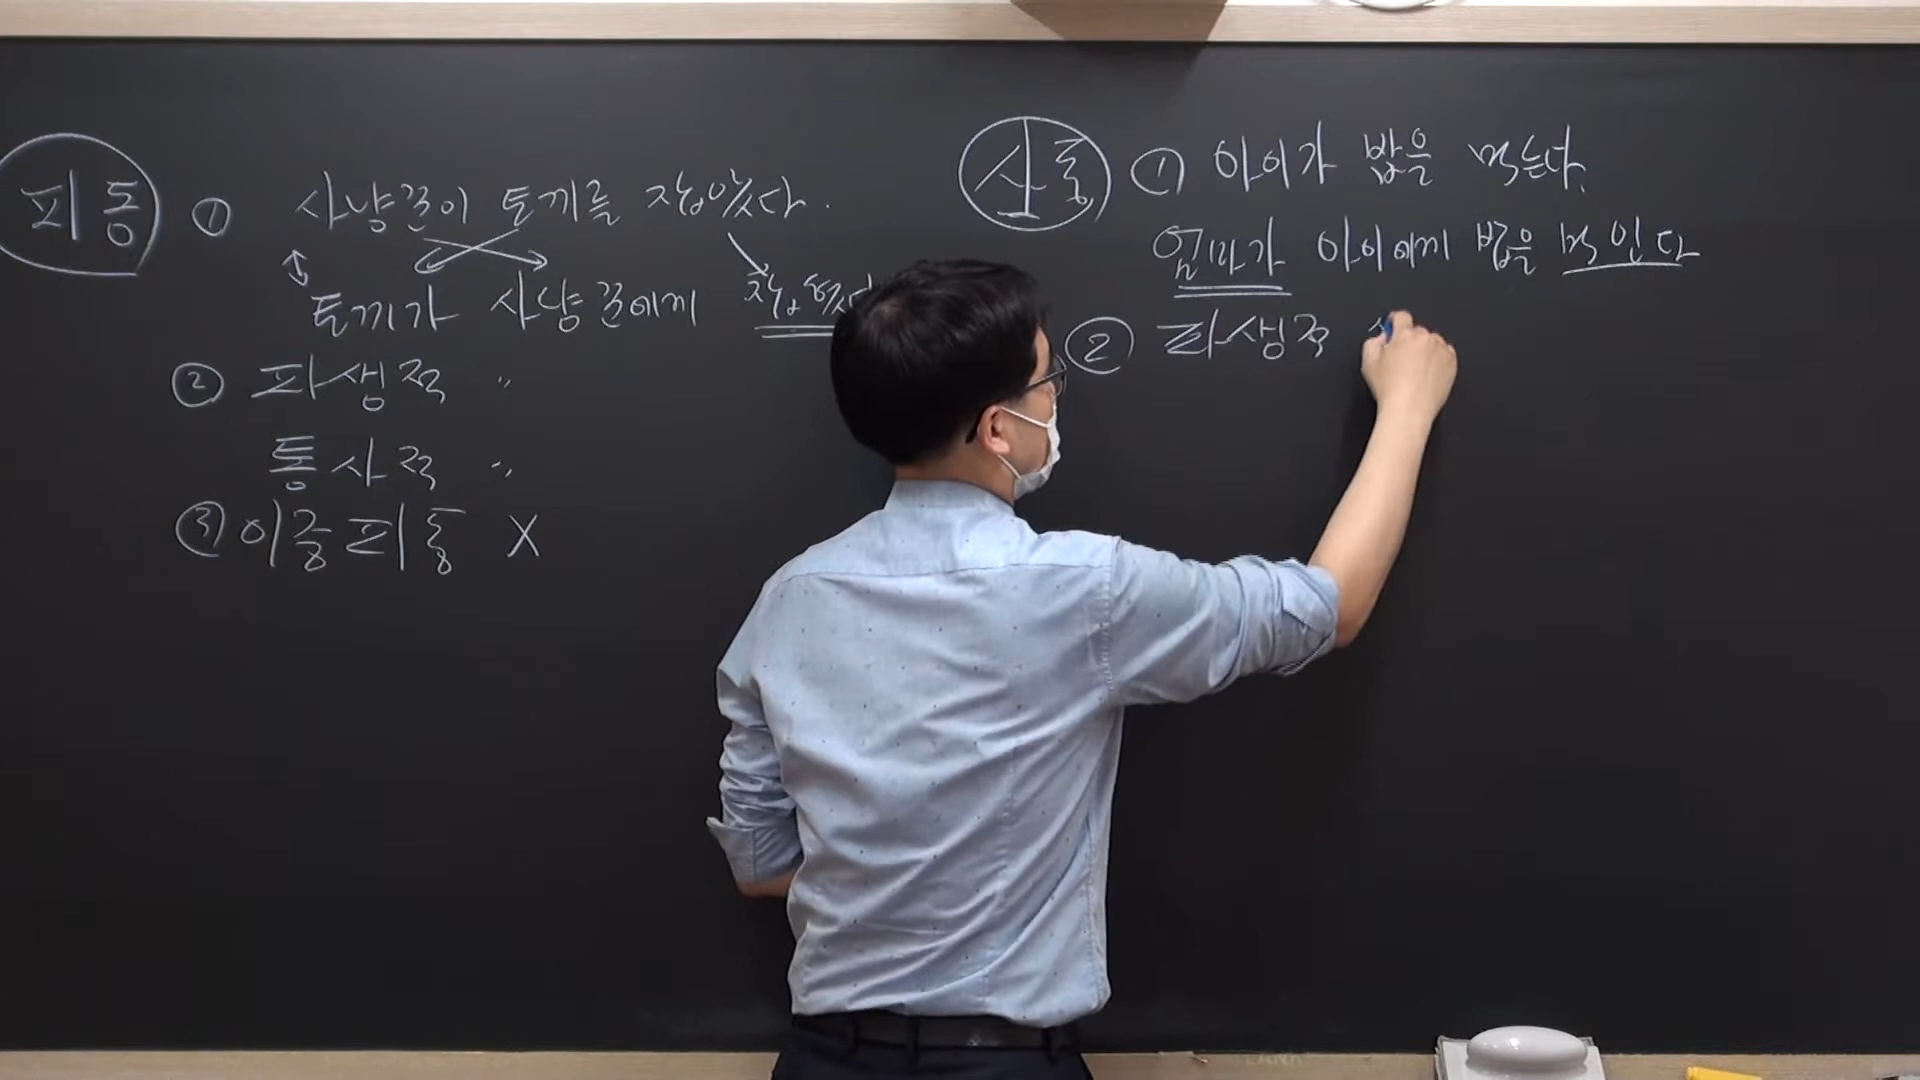 피동 ① 사냥꾼이 토끼를 잡았다.
토끼가 사냥꾼에게 잡혔다
② 파생적 〃
통사적 〃
③ 이중피동 X
사동 ① 아이가 밥을 먹는다.
엄마가 아이에게 밥을 먹인다
② 파생적